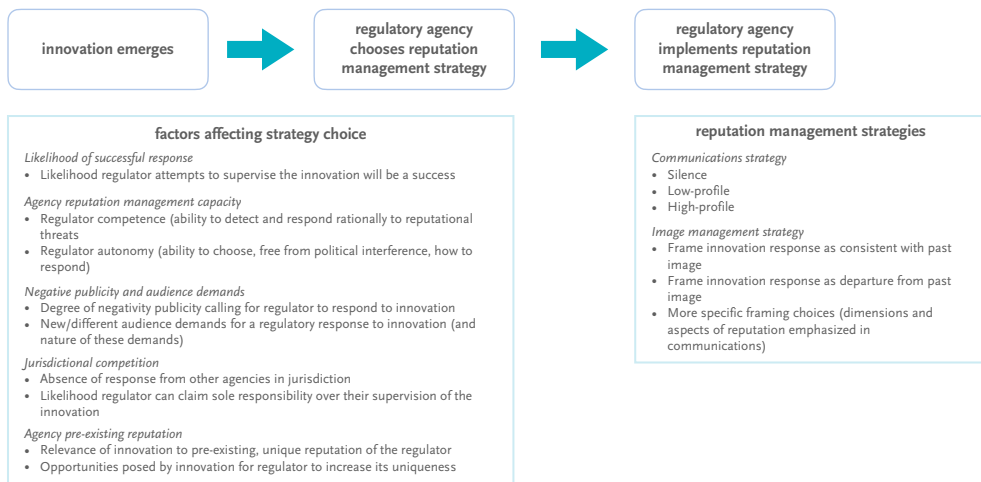 innovation emerges
regulatory agency
chooses reputation
management strategy
regulatory agency
implements reputation
management strategy
factors affecting strategy choice
Likelihood of successful response
• Likelihood regulator attempts to supervise the innovation will be a success
Agency reputation management capacity
• Regulator competence (ability to detect and respond rationally to reputational
threats
• Regulator autonomy (ability to choose, free from political interference, how to
respond)
Negative publicity and audience demands
• Degree of negativity publicity calling for regulator to respond to innovation
• New/different audience demands for a regulatory response to innovation (and
nature of these demands)
Jurisdictional competition
• Absence of response from other agencies in jurisdiction
• Likelihood regulator can claim sole responsibility over their supervision of the
innovation
Agency pre-existing reputation
• Relevance of innovation to pre-existing, unique reputation of the regulator
• Opportunities posed by innovation for regulator to increase its uniqueness
reputation management strategies
Communications strategy
• Silence
• Low-profile
• High-profile
Image management strategy
• Frame innovation response as consistent with past
image
• Frame innovation response as departure from past
image
• More specific framing choices (dimensions and
aspects of reputation emphasized in
communications)